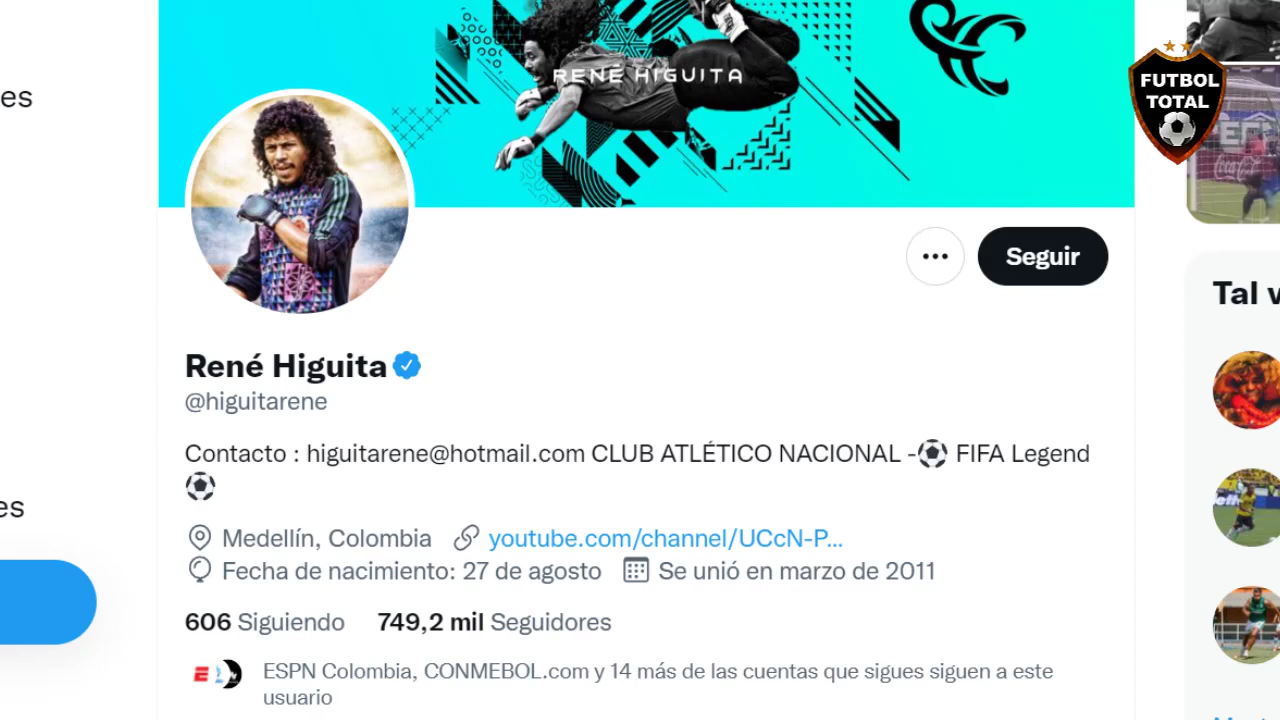 RENÉ HIGUITA
FUTBOL
TOTAL
es
Seguir
Tal v
René Higuita
@higuitarene
Contacto : higuitarene@hotmail.com CLUB ATLÉTICO NACIONAL -⚽ FIFA Legend
⚽
es
Medellín, Colombia youtube.com/channel/UCcN-P...
Fecha de nacimiento: 27 de agosto Se unió en marzo de 2011
606 Siguiendo 749,2 mil Seguidores
ESPN Colombia, CONMEBOL.com y 14 más de las cuentas que sigues siguen a este
usuario